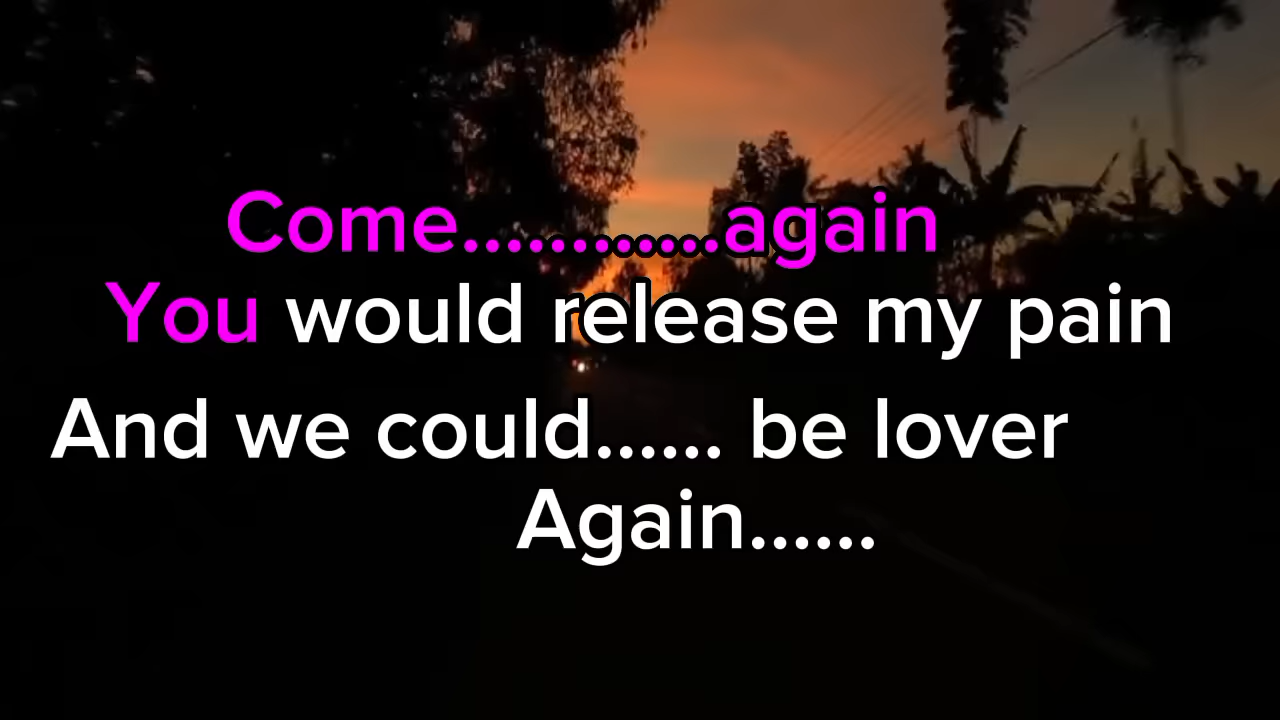 Come............again
You would release my pain
And we could...... be lover
Again......